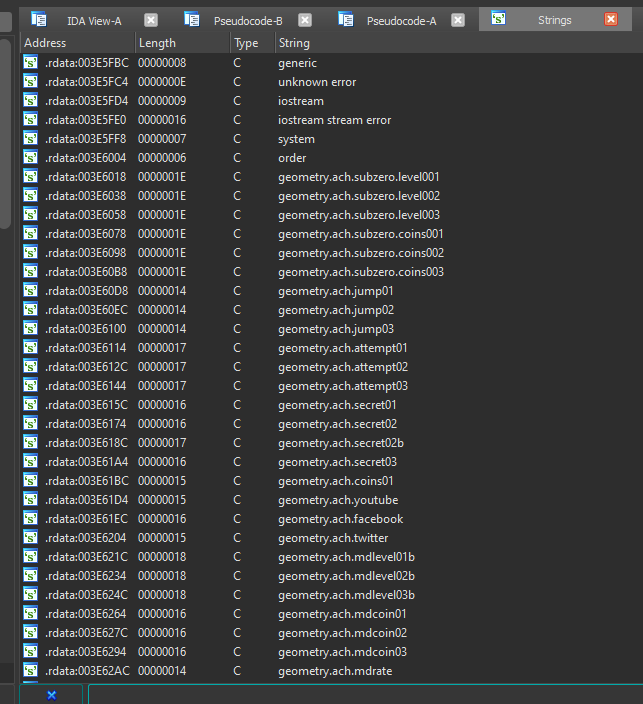 IDA View-A Pseudocode-B Pseudocode-A Strings
Address Length Type String
's' .rdata:003E5FBC 00000008 C generic
's' .rdata:003E5FC4 0000000E C unknown error
's' .rdata:003E5FD4 00000009 C iostream
's' .rdata:003E5FE0 00000016 C iostream stream error
's' .rdata:003E5FF8 00000007 C system
's' .rdata:003E6004 00000006 C order
's' .rdata:003E6018 0000001E C geometry.ach.subzero.level001
's' .rdata:003E6038 0000001E C geometry.ach.subzero.level002
's' .rdata:003E6058 0000001E C geometry.ach.subzero.level003
's' .rdata:003E6078 0000001E C geometry.ach.subzero.coins001
's' .rdata:003E6098 0000001E C geometry.ach.subzero.coins002
's' .rdata:003E60B8 0000001E C geometry.ach.subzero.coins003
's' .rdata:003E60D8 00000014 C geometry.ach.jump01
's' .rdata:003E60EC 00000014 C geometry.ach.jump02
's' .rdata:003E6100 00000014 C geometry.ach.jump03
's' .rdata:003E6114 00000017 C geometry.ach.attempt01
's' .rdata:003E612C 00000017 C geometry.ach.attempt02
's' .rdata:003E6144 00000017 C geometry.ach.attempt03
's' .rdata:003E615C 00000016 C geometry.ach.secret01
's' .rdata:003E6174 00000016 C geometry.ach.secret02
's' .rdata:003E618C 00000017 C geometry.ach.secret02b
's' .rdata:003E61A4 00000016 C geometry.ach.secret03
's' .rdata:003E61BC 00000015 C geometry.ach.coins01
's' .rdata:003E61D4 00000015 C geometry.ach.youtube
's' .rdata:003E61EC 00000016 C geometry.ach.facebook
's' .rdata:003E6204 00000015 C geometry.ach.twitter
's' .rdata:003E621C 00000018 C geometry.ach.mdlevel01b
's' .rdata:003E6234 00000018 C geometry.ach.mdlevel02b
's' .rdata:003E624C 00000018 C geometry.ach.mdlevel03b
's' .rdata:003E6264 00000016 C geometry.ach.mdcoin01
's' .rdata:003E627C 00000016 C geometry.ach.mdcoin02
's' .rdata:003E6294 00000016 C geometry.ach.mdcoin03
's' .rdata:003E62AC 00000014 C geometry.ach.mdrate